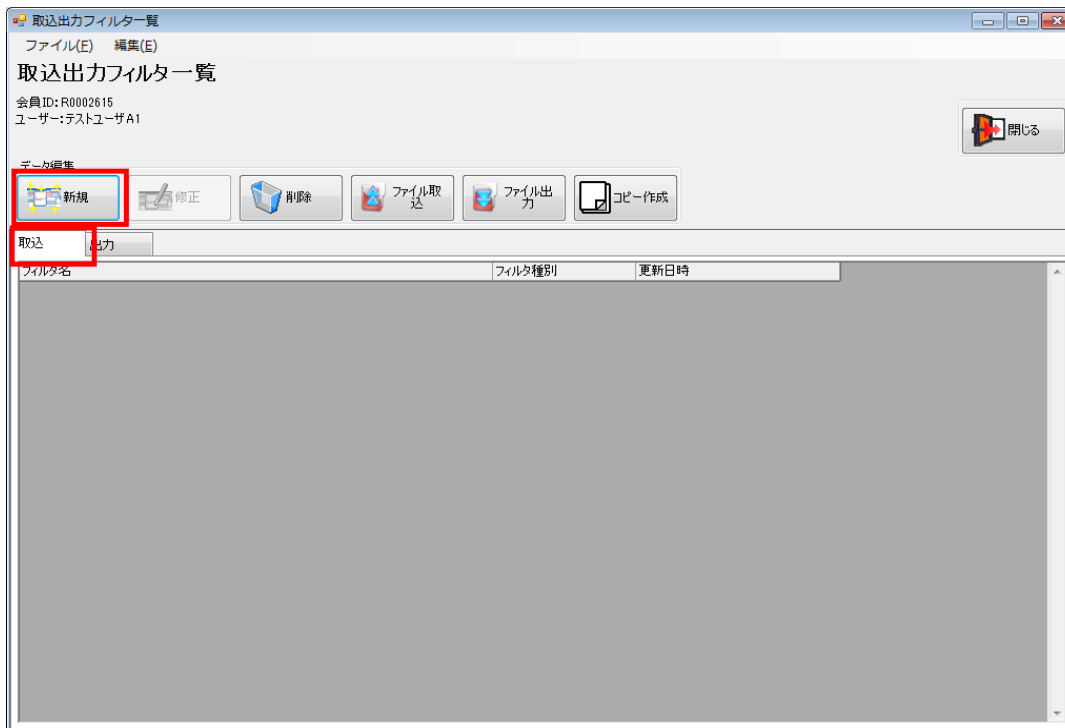 取込出力フィルタ一覧
ファイル(F) 編集(E)
取込出力フィルタ一覧
会員ID:R0002615
ユーザー:テストユーザA1
閉じる
データ編集
新規
修正
削除
ファイル取
込
ファイル出
力
コピー作成
取込 出力
フィルタ名 フィルタ種別 更新日時